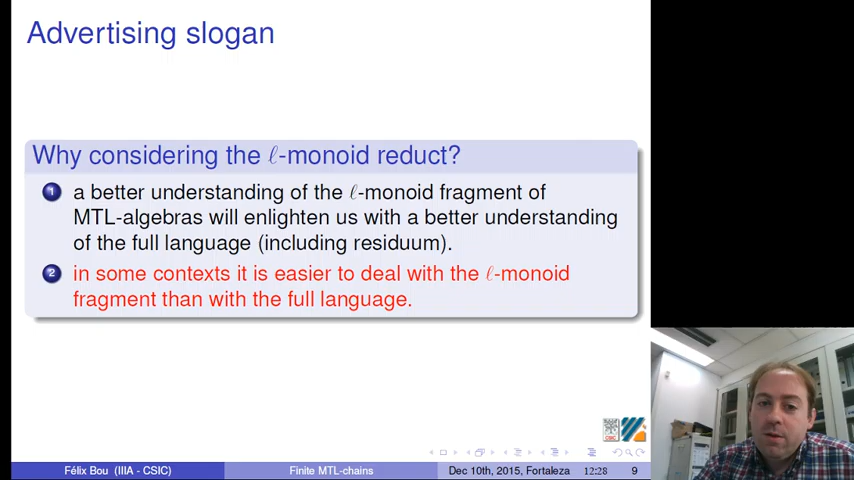 Advertising slogan
Why considering the ℓ-monoid reduct?
1 a better understanding of the ℓ-monoid fragment of
MTL-algebras will enlighten us with a better understanding
of the full language (including residuum).
2 in some contexts it is easier to deal with the ℓ-monoid
fragment than with the full language.
CSIC
Félix Bou (IIIA - CSIC) Finite MTL-chains Dec 10th, 2015, Fortaleza 12:28 9